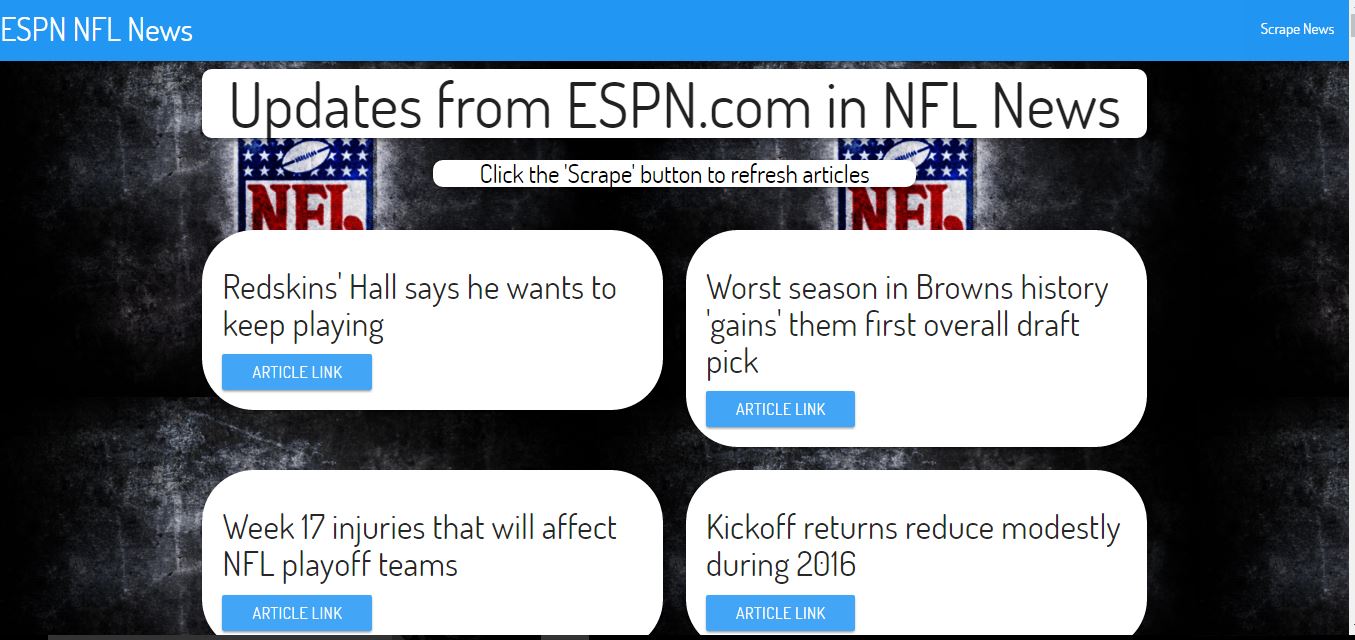 ESPN NFL News
Scrape News
Updates from ESPN.com in NFL News
Click the 'Scrape' button to refresh articles
NFL
NFL
Redskins' Hall says he wants to
keep playing
ARTICLE LINK
Worst season in Browns history
'gains' them first overall draft
pick
ARTICLE LINK
Week 17 injuries that will affect
NFL playoff teams
ARTICLE LINK
Kickoff returns reduce modestly
during 2016
ARTICLE LINK